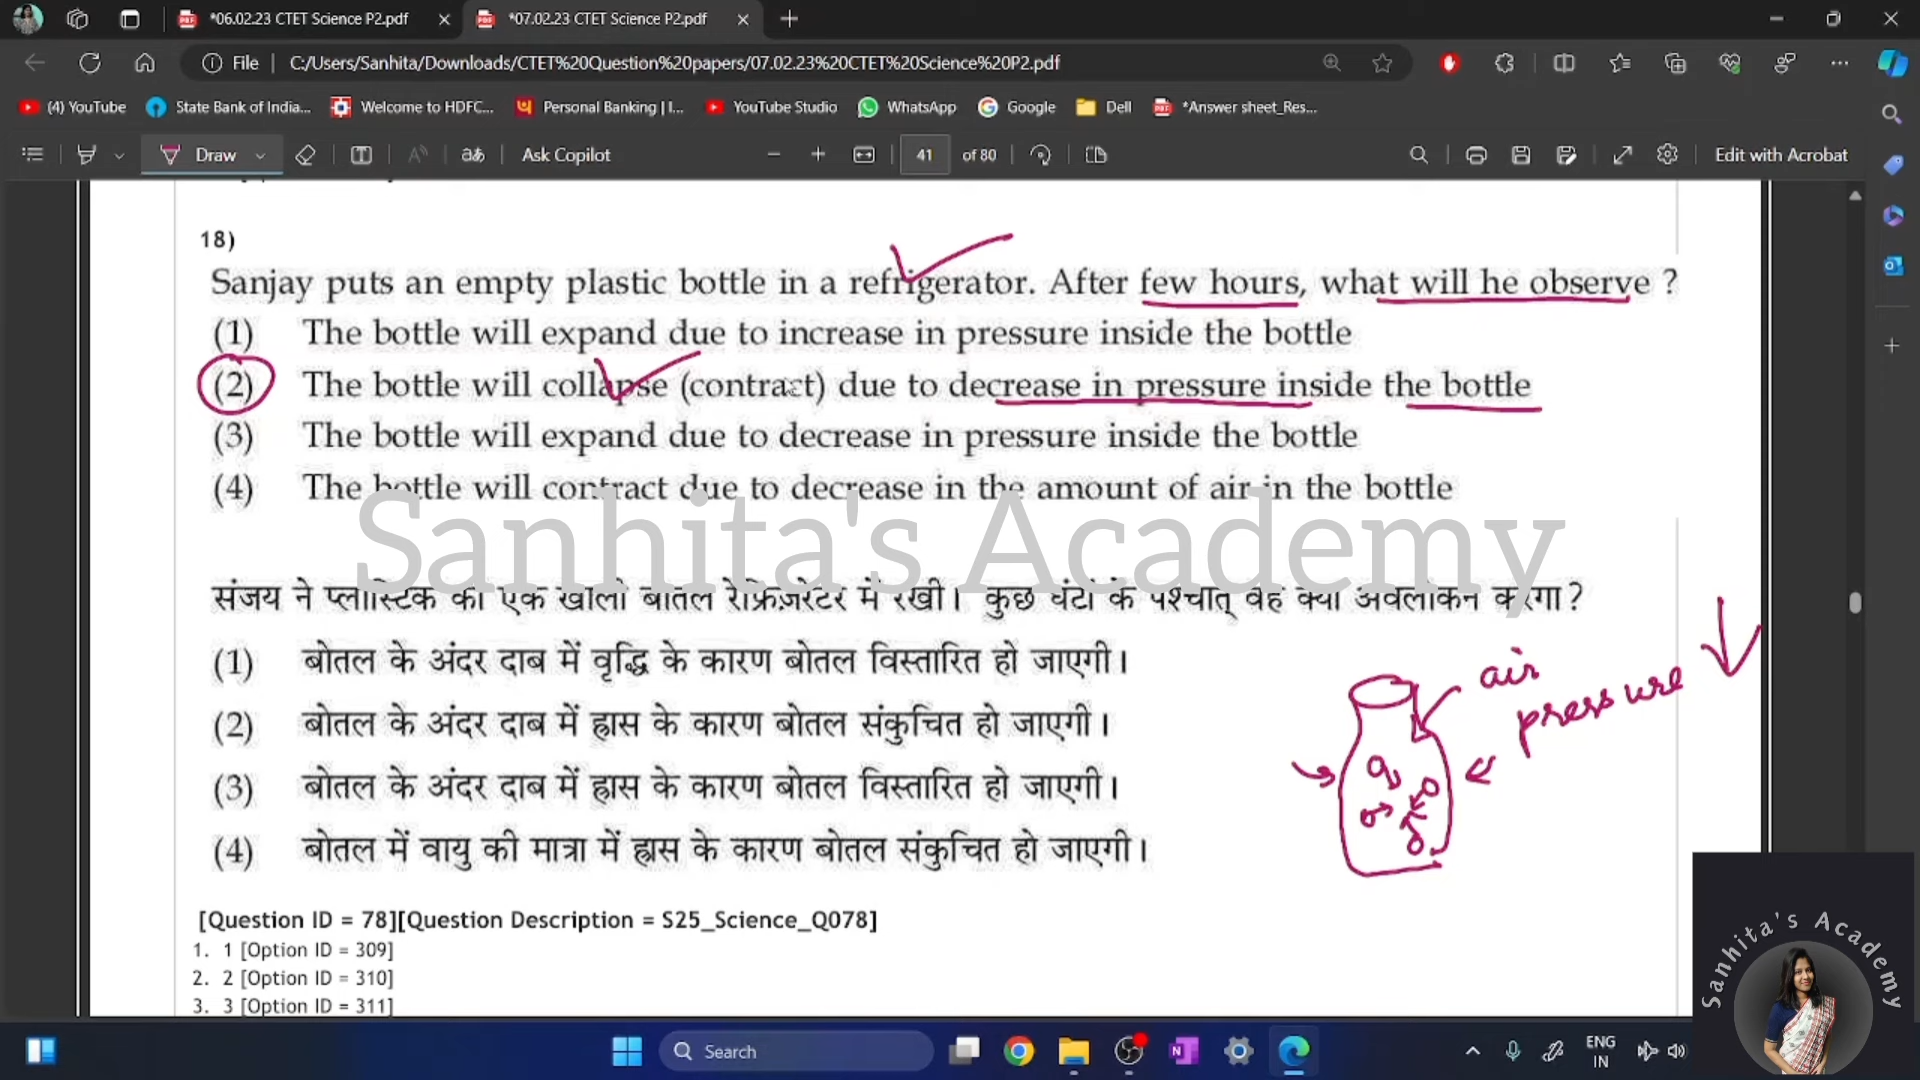 *06.02.23 CTET Science P2.pdf
*07.02.23 CTET Science P2.pdf
File
C:/Users/Sanhita/Downloads/CTET%20Question%20papers/07.02.23%20CTET%20Science%20P2.pdf
(4) YouTube
State Bank of India...
Welcome to HDFC...
Personal Banking | I...
YouTube Studio
WhatsApp
Google
Dell
*Answer sheet_Res...
Draw
Ask Copilot
41 of 80
Edit with Acrobat
18)
Sanjay puts an empty plastic bottle in a refrigerator. After few hours, what will he observe ?
(1) The bottle will expand due to increase in pressure inside the bottle
(2) The bottle will collapse (contract) due to decrease in pressure inside the bottle
(3) The bottle will expand due to decrease in pressure inside the bottle
(4) The bottle will contract due to decrease in the amount of air in the bottle
Sanhita's Academy
संजय ने प्लास्टिक की एक खाली बोतल रेफ्रिज़रेटर में रखी। कुछ घंटों के पश्चात् वह क्या अवलोकन करेगा ?
(1) बोतल के अंदर दाब में वृद्धि के कारण बोतल विस्तारित हो जाएगी।
(2) बोतल के अंदर दाब में ह्रास के कारण बोतल संकुचित हो जाएगी।
(3) बोतल के अंदर दाब में ह्रास के कारण बोतल विस्तारित हो जाएगी।
(4) बोतल में वायु की मात्रा में ह्रास के कारण बोतल संकुचित हो जाएगी।
air
pressure
[Question ID = 78][Question Description = S25_Science_Q078]
1. 1 [Option ID = 309]
2. 2 [Option ID = 310]
3. 3 [Option ID = 311]
Sanhita's Academy
Search
ENG
IN